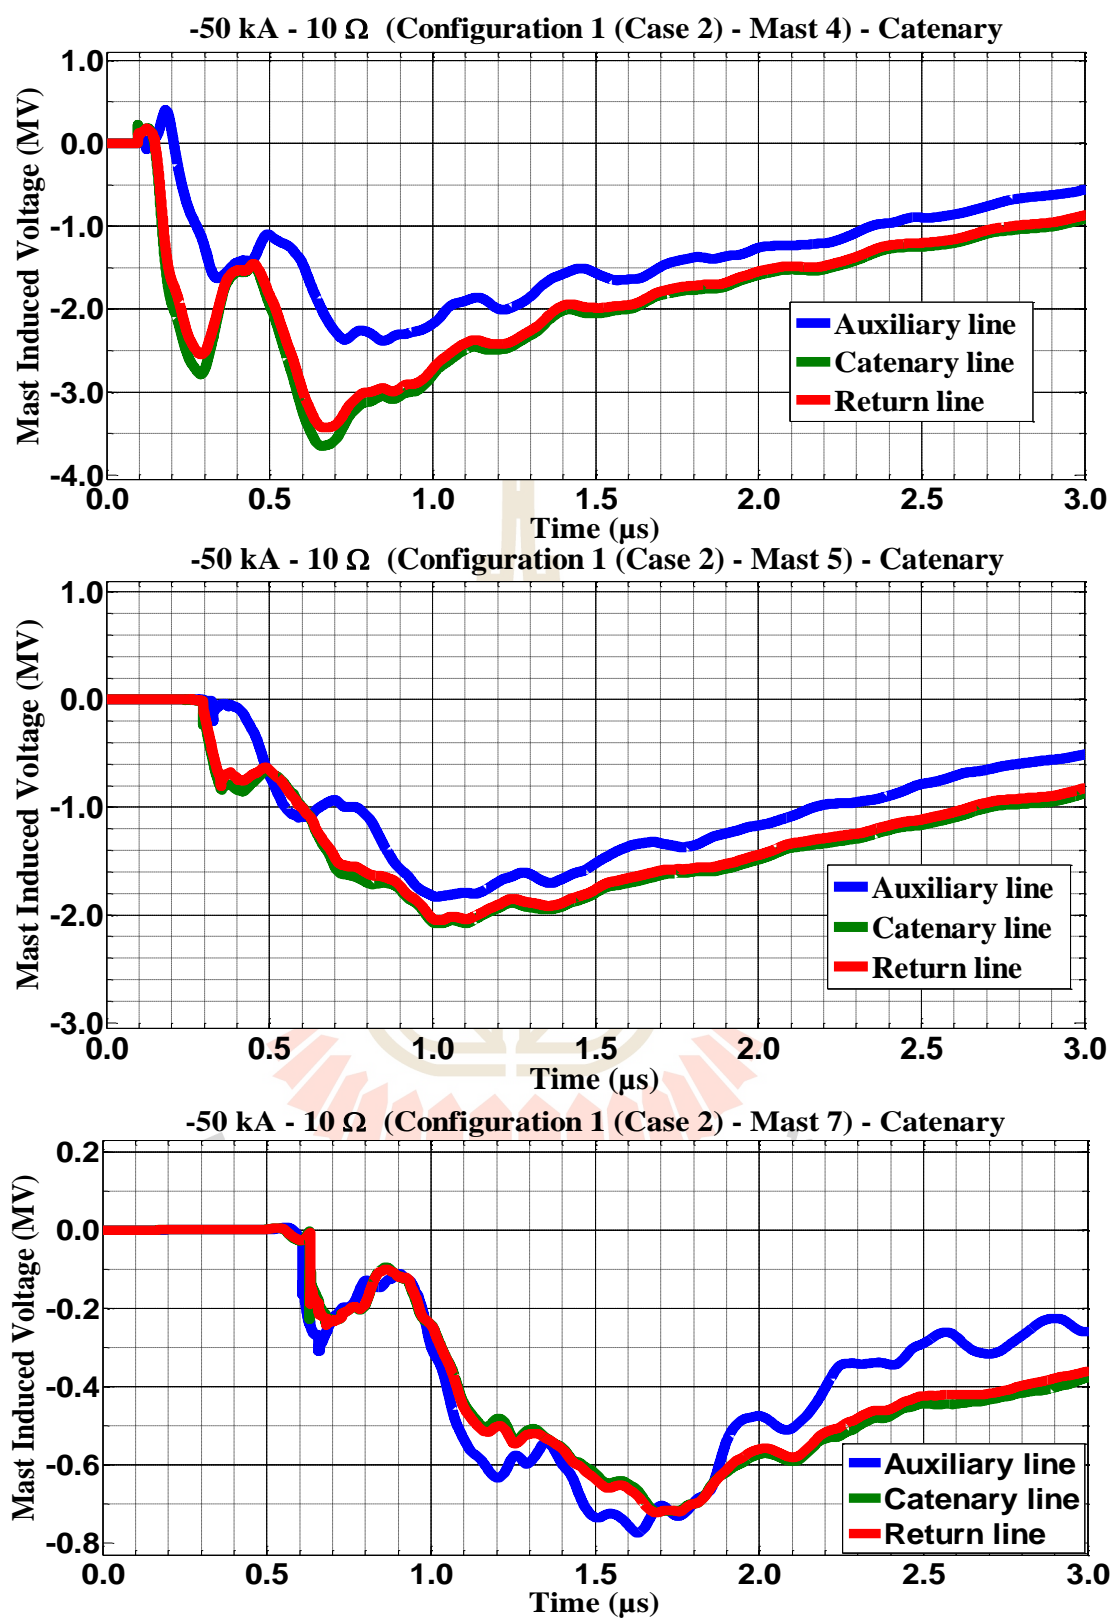 -50 kA - 10 Ω (Configuration 1 (Case 2) - Mast 4) - Catenary
Mast Induced Voltage (MV)
1.0
0.0
-1.0
-2.0
-3.0
-4.0
Auxiliary line
Catenary line
Return line
0.0 0.5 1.0 1.5 2.0 2.5 3.0
Time (µs)
-50 kA - 10 Ω (Configuration 1 (Case 2) - Mast 5) - Catenary
Mast Induced Voltage (MV)
1.0
0.0
-1.0
-2.0
-3.0
Auxiliary line
Catenary line
Return line
0.0 0.5 1.0 1.5 2.0 2.5 3.0
Time (µs)
-50 kA - 10 Ω (Configuration 1 (Case 2) - Mast 7) - Catenary
Mast Induced Voltage (MV)
0.2
0.0
-0.2
-0.4
-0.6
-0.8
Auxiliary line
Catenary line
Return line
0.0 0.5 1.0 1.5 2.0 2.5 3.0
Time (µs)